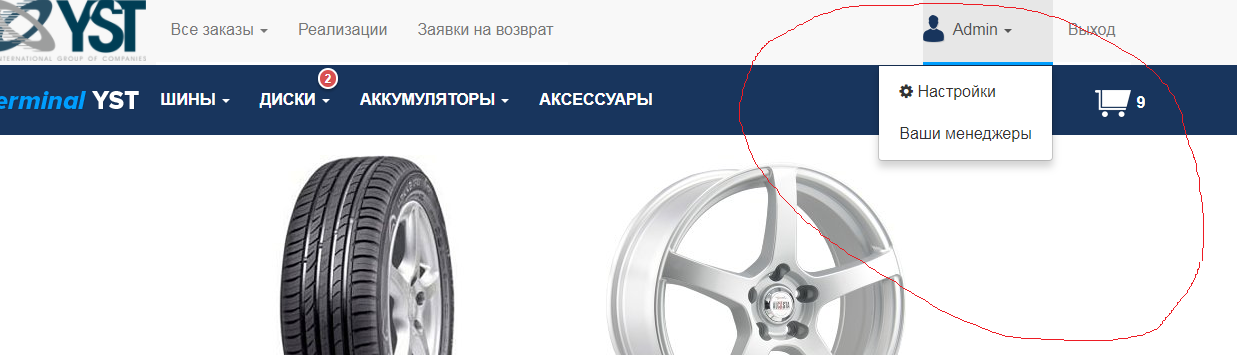 YST
INTERNATIONAL GROUP OF COMPANIES
Все заказы
Реализации
Заявки на возврат
Admin
Выход
erminal YST
ШИНЫ
ДИСКИ
2
АККУМУЛЯТОРЫ
АКСЕССУАРЫ
9
Настройки
Ваши менеджеры